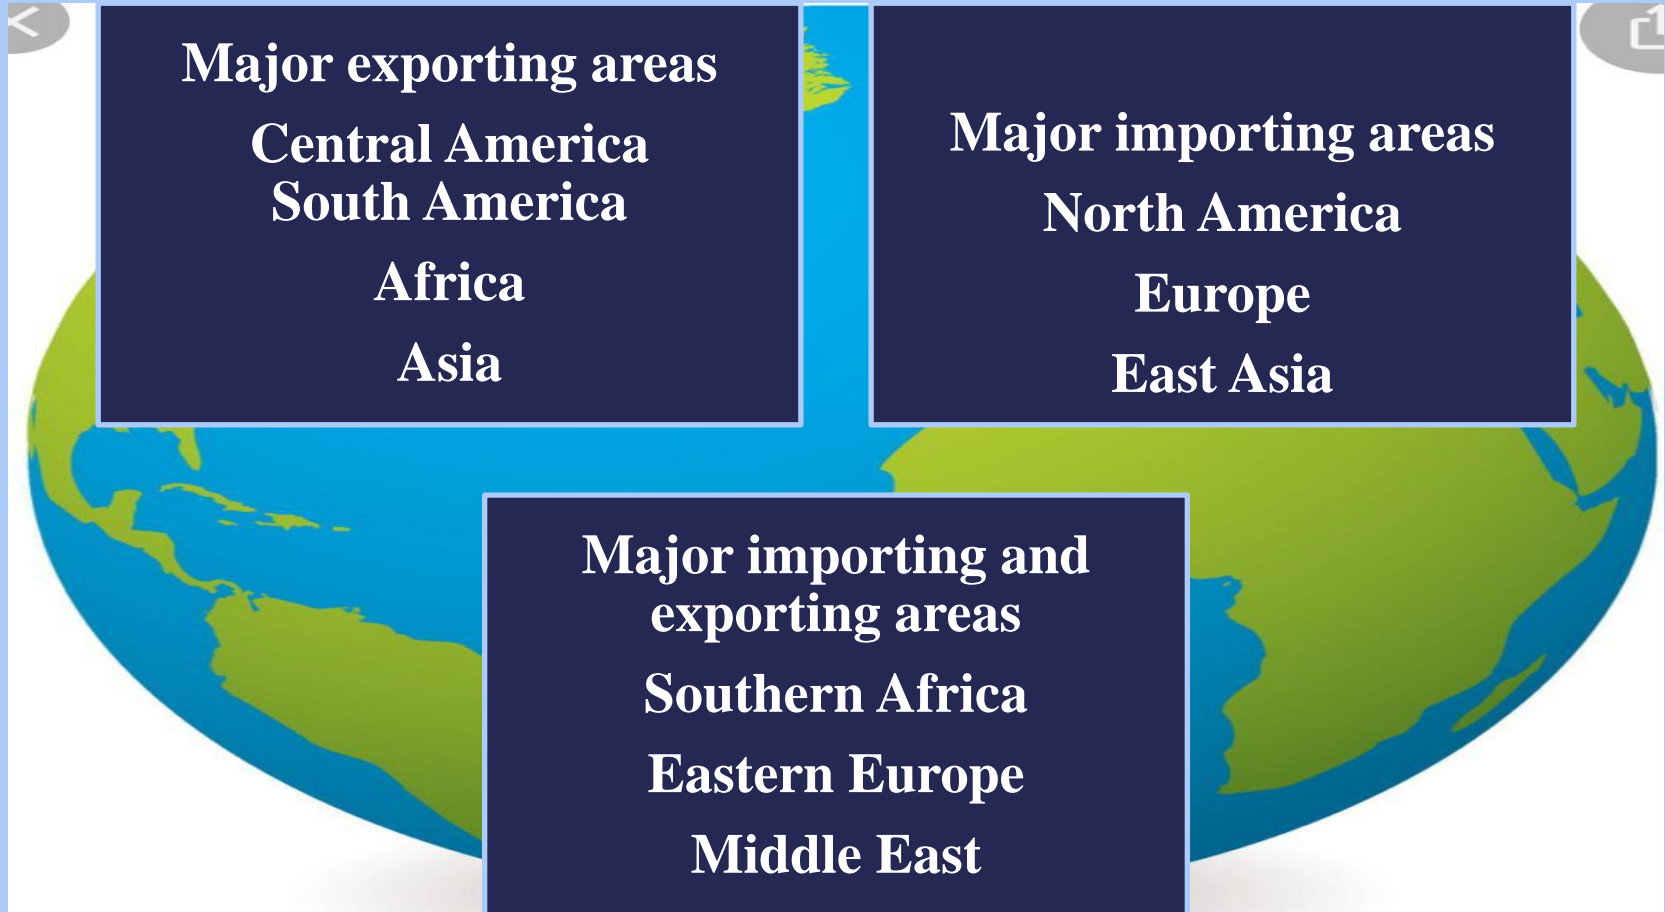 Major exporting areas
Central America
South America
Africa
Asia
Major importing areas
North America
Europe
East Asia
Major importing and
exporting areas
Southern Africa
Eastern Europe
Middle East